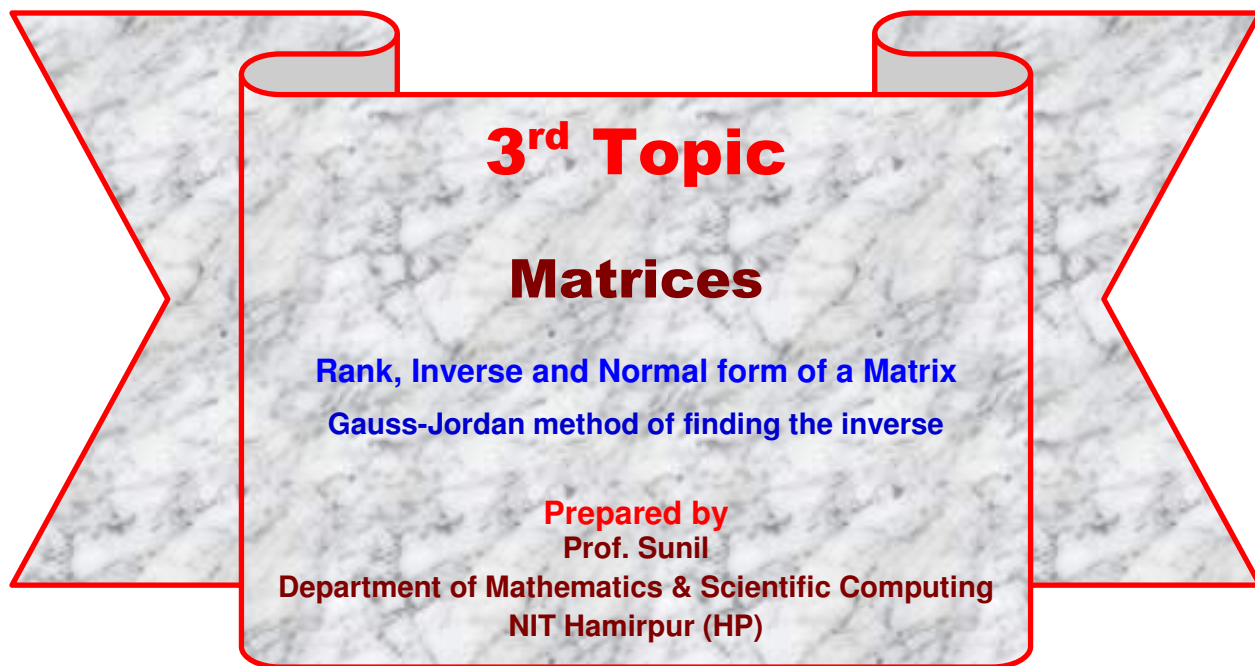 3rd Topic
Matrices
Rank, Inverse and Normal form of a Matrix
Gauss-Jordan method of finding the inverse
Prepared by
Prof. Sunil
Department of Mathematics & Scientific Computing
NIT Hamirpur (HP)